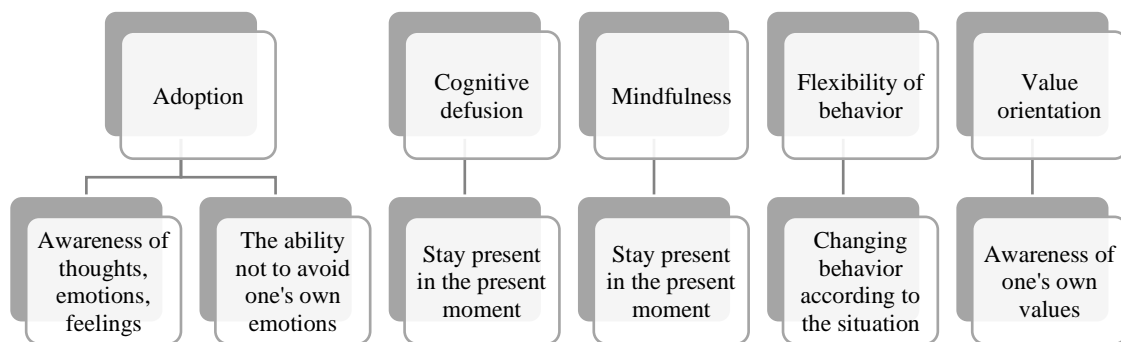 Adoption
Cognitive
defusion
Mindfulness
Flexibility of
behavior
Value
orientation
Awareness of
thoughts,
emotions,
feelings
The ability
not to avoid
one's own
emotions
Stay present
in the present
moment
Stay present
in the present
moment
Changing
behavior
according to
the situation
Awareness of
one's own
values